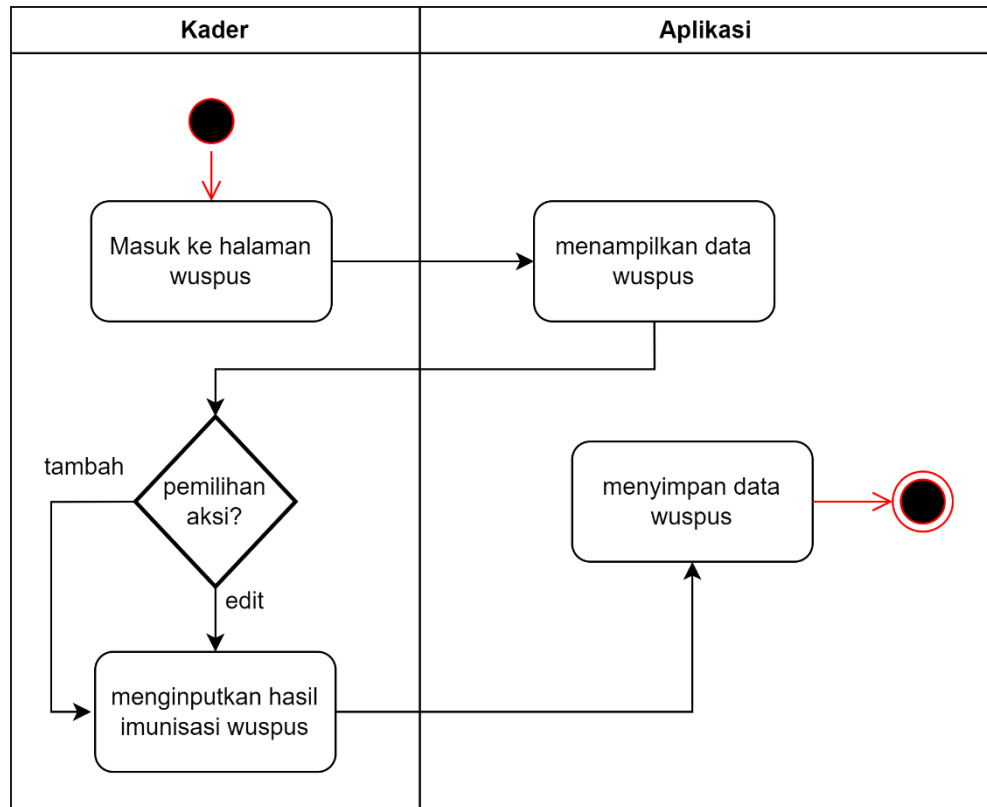 Kader
Aplikasi
Masuk ke halaman
wuspus
menampilkan data
wuspus
tambah
pemilihan
aksi?
edit
menyimpan data
wuspus
menginputkan hasil
imunisasi wuspus